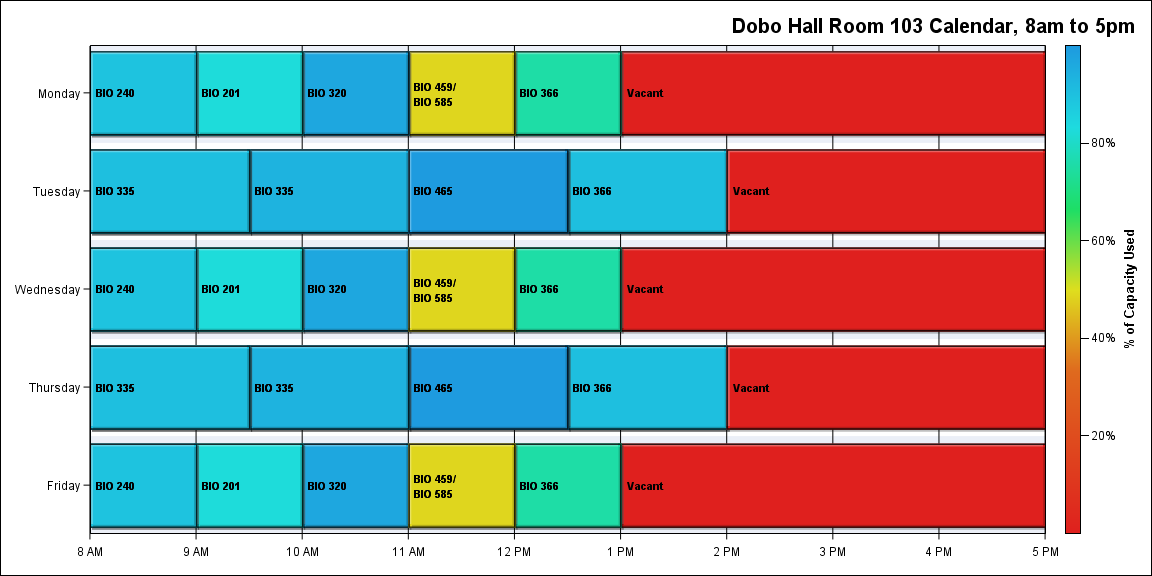 Dobo Hall Room 103 Calendar, 8am to 5pm
Monday
BIO 240
BIO 201
BIO 320
BIO 459/
BIO 585
BIO 366
Vacant
Tuesday
BIO 335
BIO 335
BIO 465
BIO 366
Vacant
Wednesday
BIO 240
BIO 201
BIO 320
BIO 459/
BIO 585
BIO 366
Vacant
Thursday
BIO 335
BIO 335
BIO 465
BIO 366
Vacant
Friday
BIO 240
BIO 201
BIO 320
BIO 459/
BIO 585
BIO 366
Vacant
8 AM
9 AM
10 AM
11 AM
12 PM
1 PM
2 PM
3 PM
4 PM
5 PM
80%
60%
40%
20%
% of Capacity Used